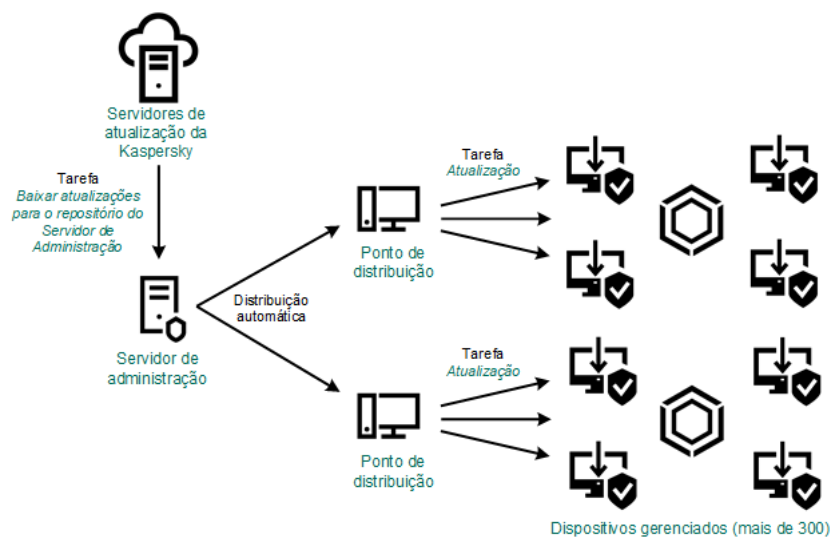 Servidores de
atualização da
Kaspersky
Tarefa
Baixar atualizações
para o repositório do
Servidor de
Administração
Servidor de
administração
Distribuição
automática
Ponto de
distribuição
Tarefa
Atualização
Ponto de
distribuição
Tarefa
Atualização
Dispositivos gerenciados (mais de 300)